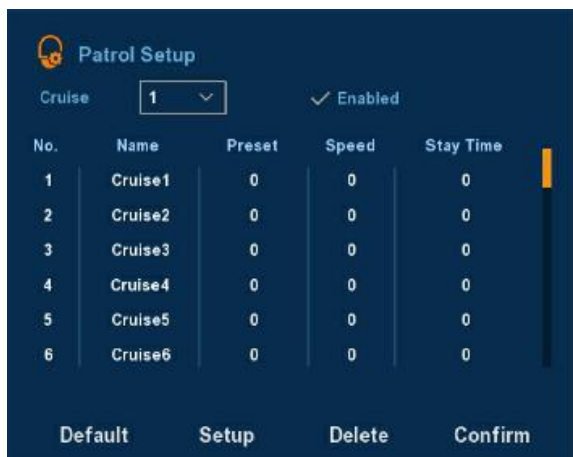 Patrol Setup
Cruise 1 Enabled
No. Name Preset Speed Stay Time
1 Cruise1 0 0 0
2 Cruise2 0 0 0
3 Cruise3 0 0 0
4 Cruise4 0 0 0
5 Cruise5 0 0 0
6 Cruise6 0 0 0
Default Setup Delete Confirm